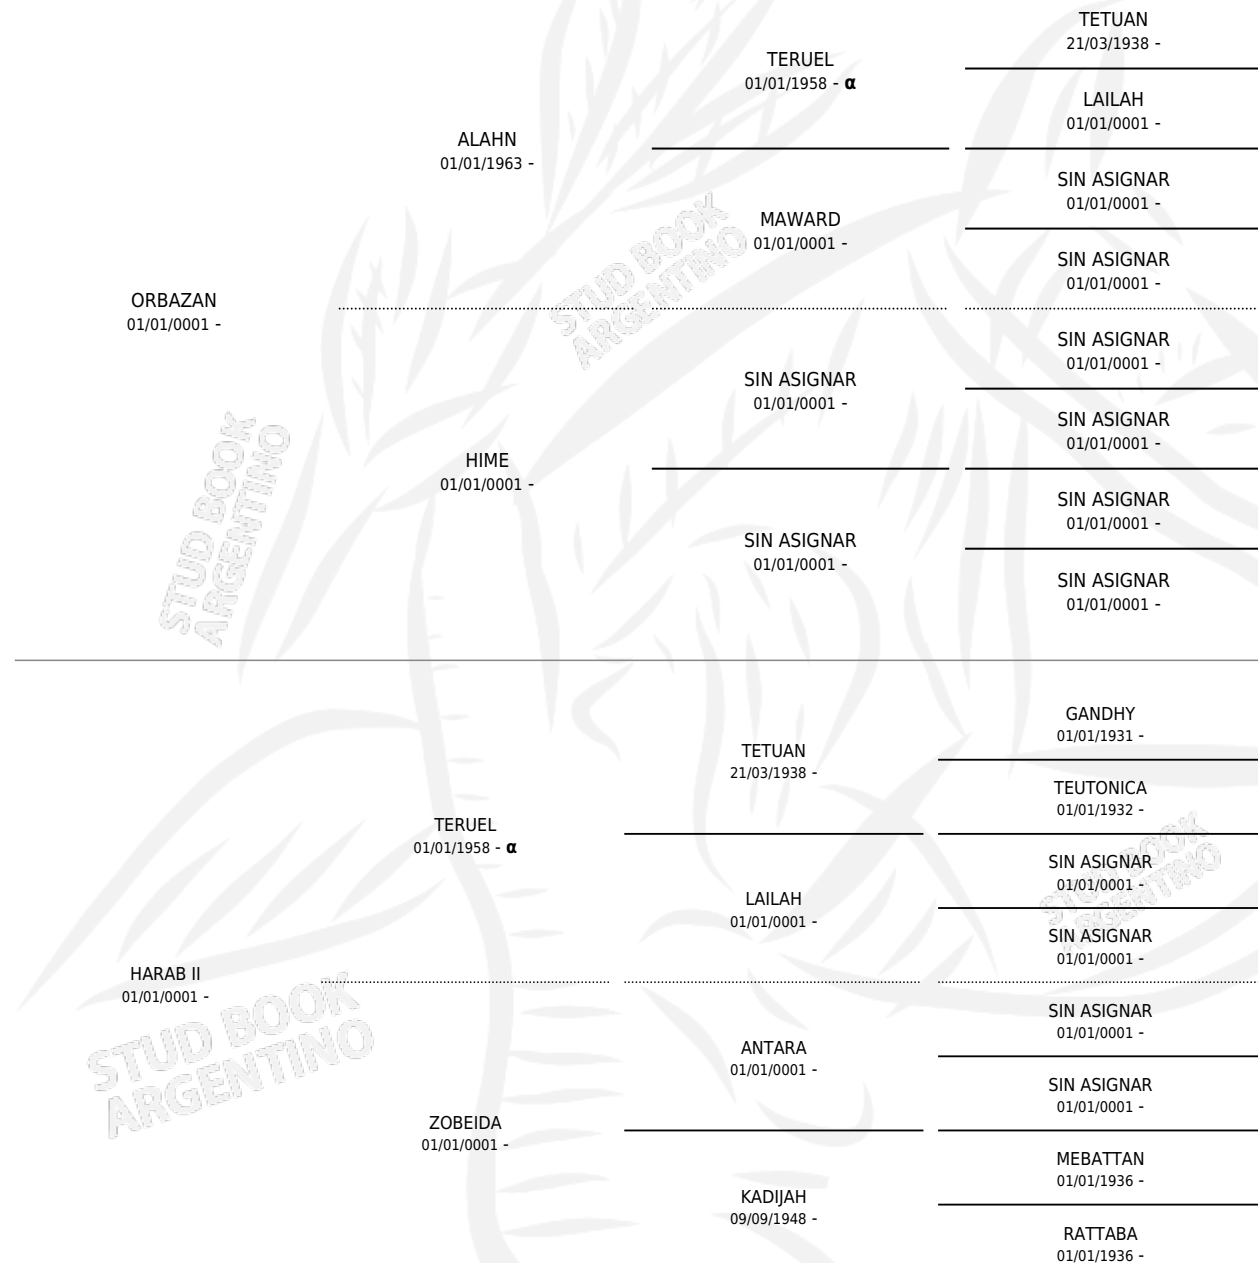 TETUAN
21/03/1938 -
TERUEL
01/01/1958 - α
LAILAH
01/01/0001 -
ALAHN
01/01/1963 -
SIN ASIGNAR
01/01/0001 -
MAWARD
01/01/0001 -
SIN ASIGNAR
01/01/0001 -
ORBAZAN
01/01/0001 -
STUD BOOK
ARGENTINO
SIN ASIGNAR
01/01/0001 -
SIN ASIGNAR
01/01/0001 -
SIN ASIGNAR
01/01/0001 -
HIME
01/01/0001 -
SIN ASIGNAR
01/01/0001 -
SIN ASIGNAR
01/01/0001 -
SIN ASIGNAR
01/01/0001 -
STUD BOOK
ARGENTINO
GANDHY
01/01/1931 -
TETUAN
21/03/1938 -
TEUTONICA
01/01/1932 -
TERUEL
01/01/1958 - α
SIN ASIGNAR
01/01/0001 -
LAILAH
01/01/0001 -
SIN ASIGNAR
01/01/0001 -
STUD BOOK
ARGENTINO
HARAB II
01/01/0001 -
SIN ASIGNAR
01/01/0001 -
ANTARA
01/01/0001 -
SIN ASIGNAR
01/01/0001 -
STUD BOOK
ARGENTINO
ZOBEIDA
01/01/0001 -
MEBATTAN
01/01/1936 -
KADIJAH
09/09/1948 -
RATTABA
01/01/1936 -